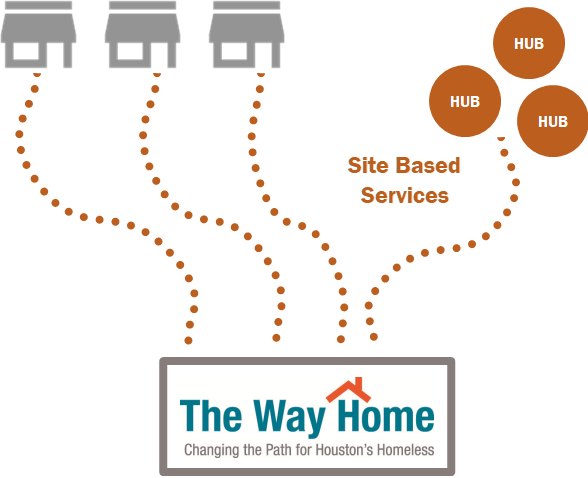 HUB
HUB
HUB
Site Based
Services
The Way Home
Changing the Path for Houston's Homeless